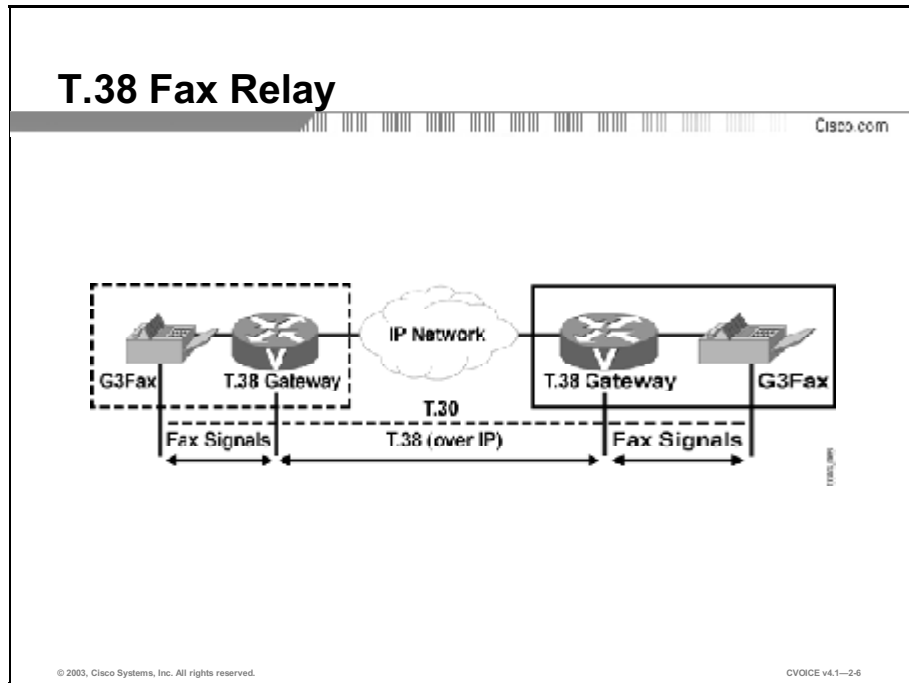 T.38 Fax Relay
Cisco.com
IP Network
G3Fax
T.38 Gateway
T.38 Gateway
G3Fax
T.30
Fax Signals
T.38 (over IP)
Fax Signals
© 2003, Cisco Systems, Inc. All rights reserved.
CVOICE v4.1—2-6